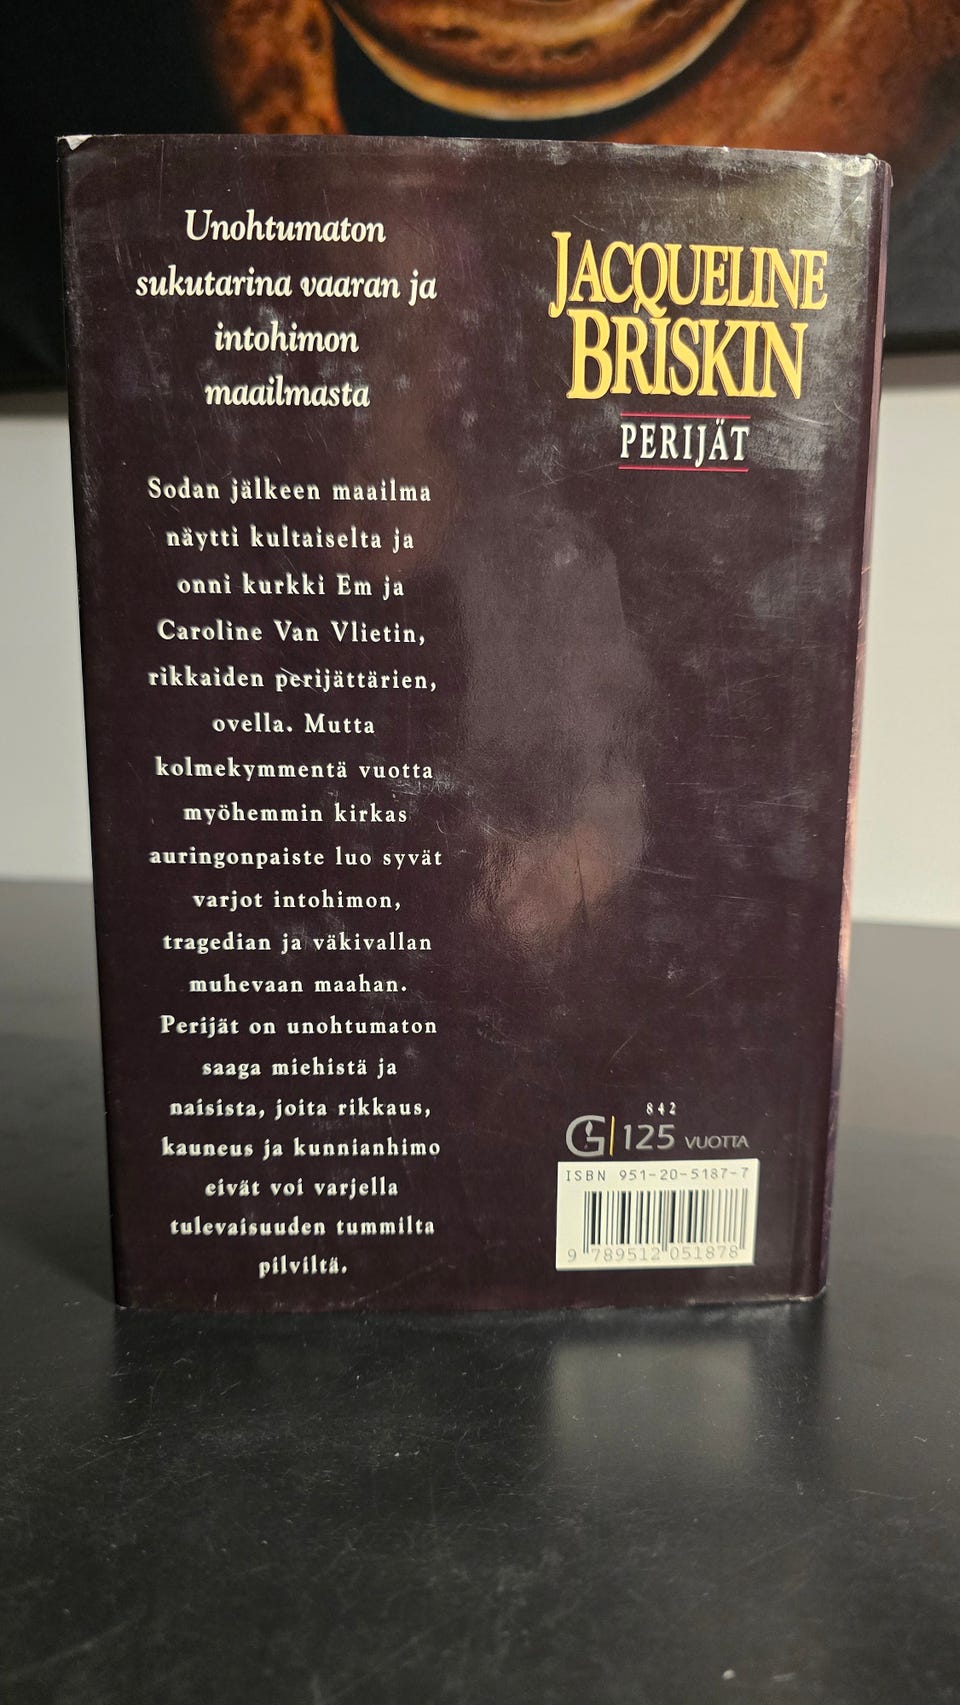 Unohtumaton
sukutarina vaaran ja
intohimon
maailmasta
Sodan jälkeen maailma
näytti kultaiselta ja
onni kurkki Em ja
Caroline Van Vlietin,
rikkaiden perijättärien,
ovella. Mutta
kolmekymmentä vuotta
myöhemmin kirkas
auringonpaiste luo syvät
varjot intohimon,
tragedian ja väkivallan
muhevaan maahan.
Perijät on unohtumaton
saaga miehistä ja
naisista, joita rikkaus,
kauneus ja kunnianhimo
eivät voi varjella
tulevaisuuden tummilta
pilviltä.
JACQUELINE
BRISKIN
PERIJÄT
842
G 125 VUOTTA
ISBN 951-20-5187-7
9 789512 051878